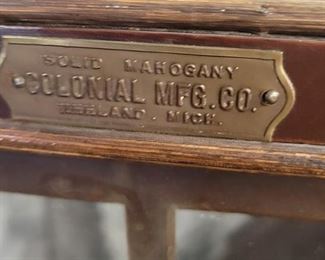 SOLID MAHOGANY
COLONIAL MFG. CO.
ZEELAND, MICH.